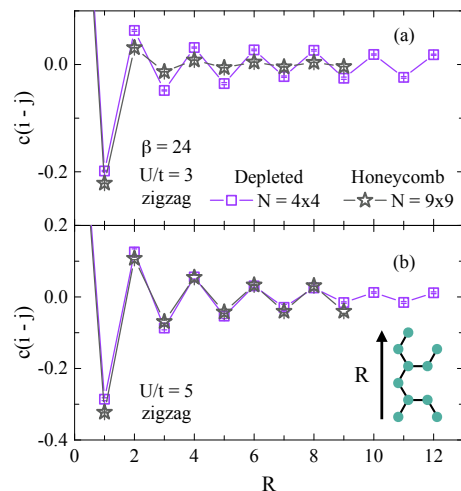 (a)
0.0
c(i - j)
β = 24
-0.2
U/t = 3
zigzag
Depleted Honeycomb
N = 4x4 N = 9x9
0.2
(b)
0.0
c(i - j)
-0.2
U/t = 5
zigzag
R
-0.4
0 2 4 6 8 10 12
R